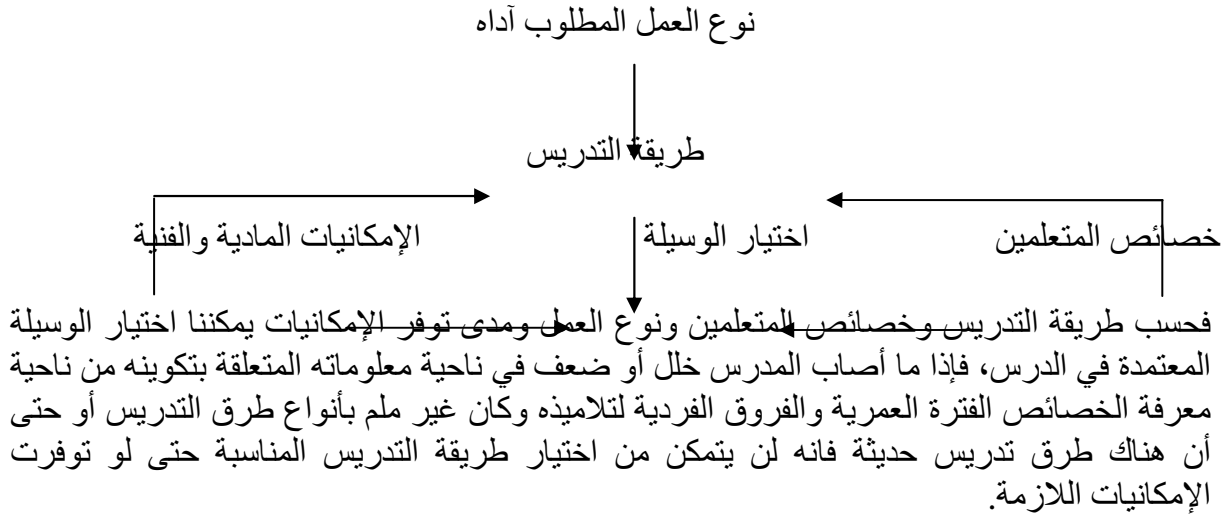 نوع العمل المطلوب آداه
طريقة التدريس
خصائص المتعلمين اختيار الوسيلة الإمكانيات المادية والفنية
فحسب طريقة التدريس وخصائص المتعلمين ونوع العمل ومدى توفر الإمكانيات يمكننا اختيار الوسيلة
المعتمدة في الدرس، فإذا ما أصاب المدرس خلل أو ضعف في ناحية معلوماته المتعلقة بتكوينه من ناحية
معرفة الخصائص الفترة العمرية والفروق الفردية لتلاميذه وكان غير ملم بأنواع طرق التدريس أو حتى
أن هناك طرق تدريس حديثة فانه لن يتمكن من اختيار طريقة التدريس المناسبة حتى لو توفرت
الإمكانيات اللازمة.